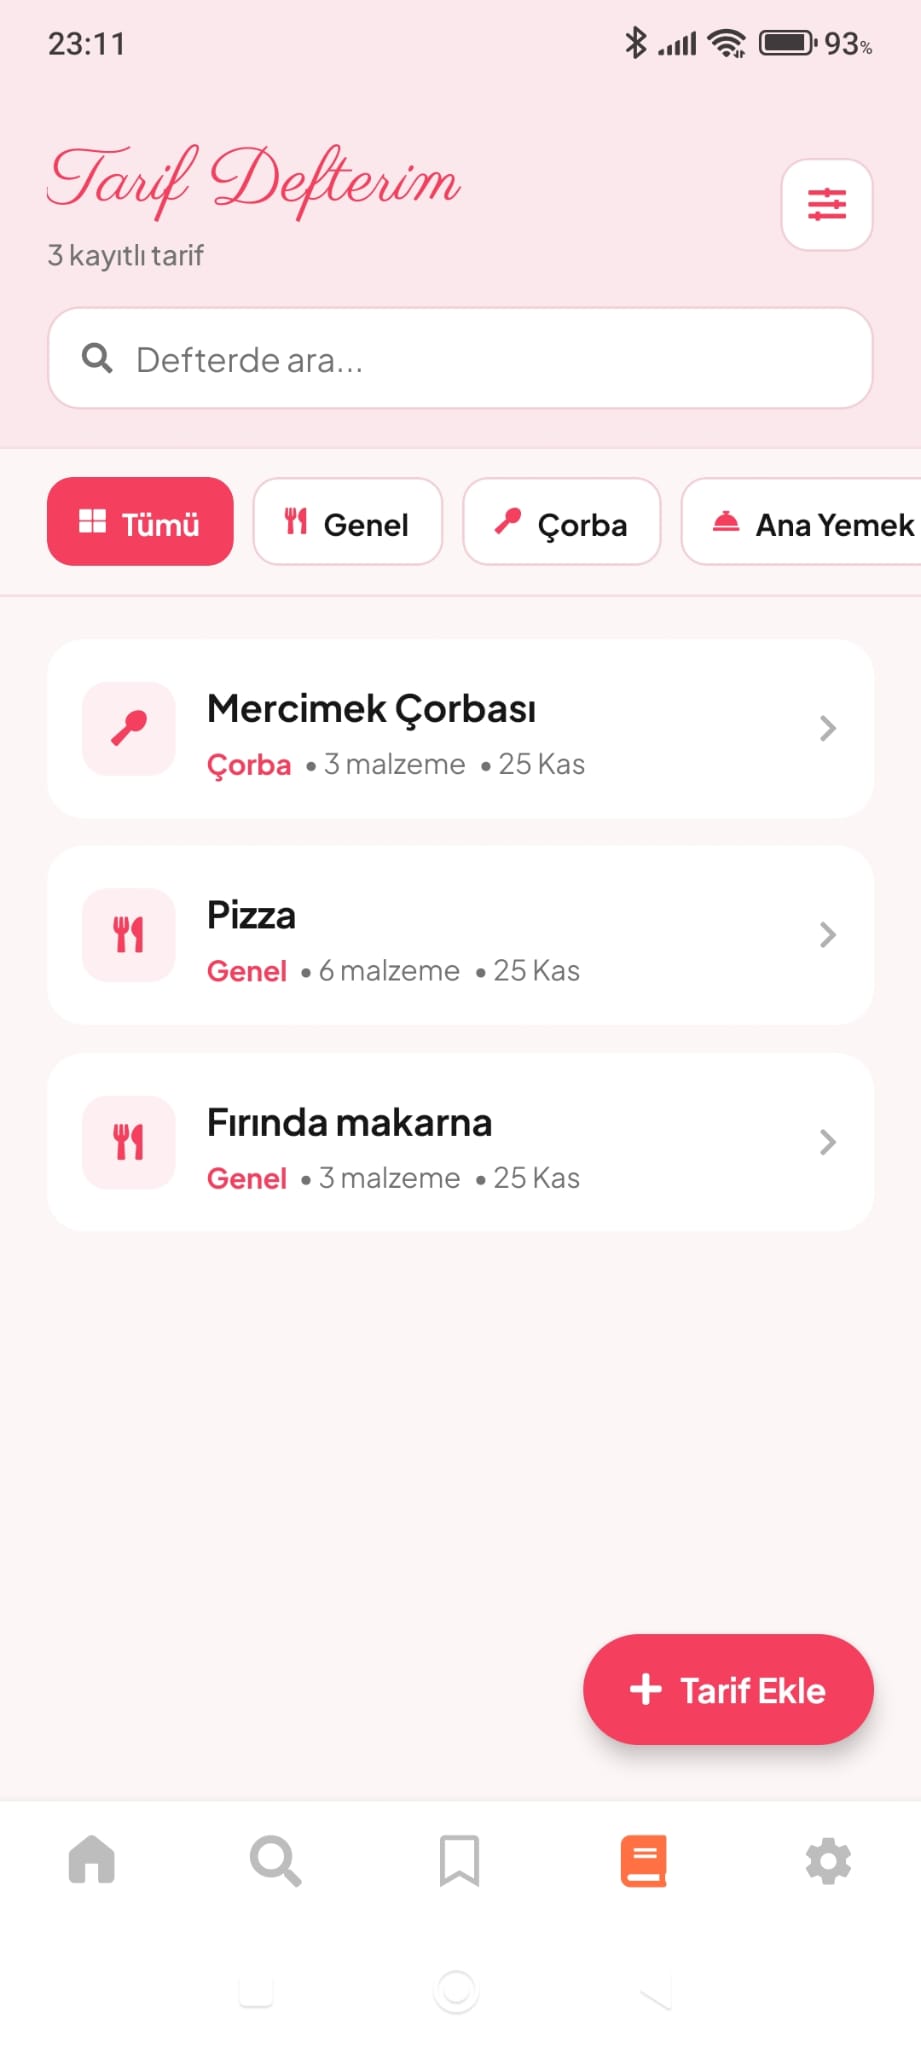 23:11
93%
Tarif Defterim
3 kayıtlı tarif
Defterde ara...
Tümü
Genel
Çorba
Ana Yemek
Mercimek Çorbası
Çorba • 3 malzeme • 25 Kas
Pizza
Genel • 6 malzeme • 25 Kas
Fırında makarna
Genel • 3 malzeme • 25 Kas
Tarif Ekle